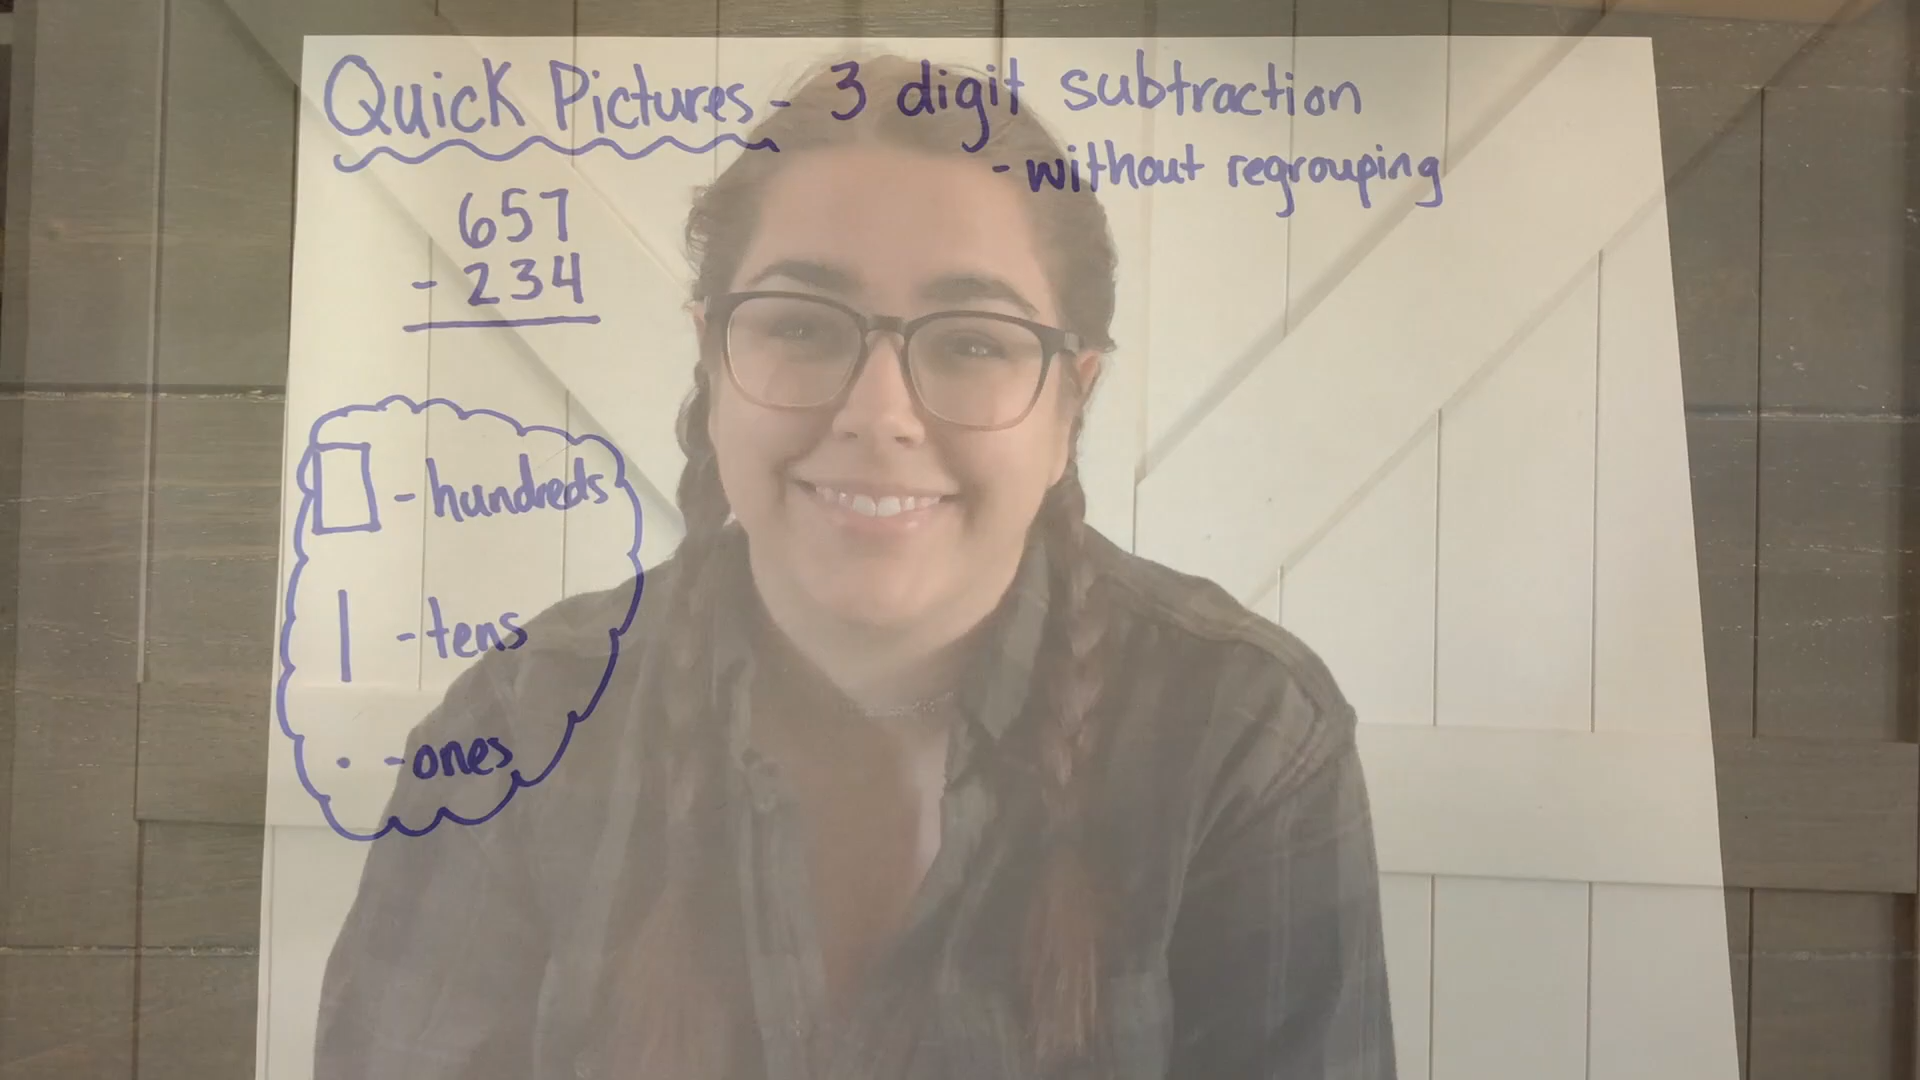 Quick Pictures - 3 digit subtraction
- without regrouping
657
- 234
- hundreds
- tens
- ones